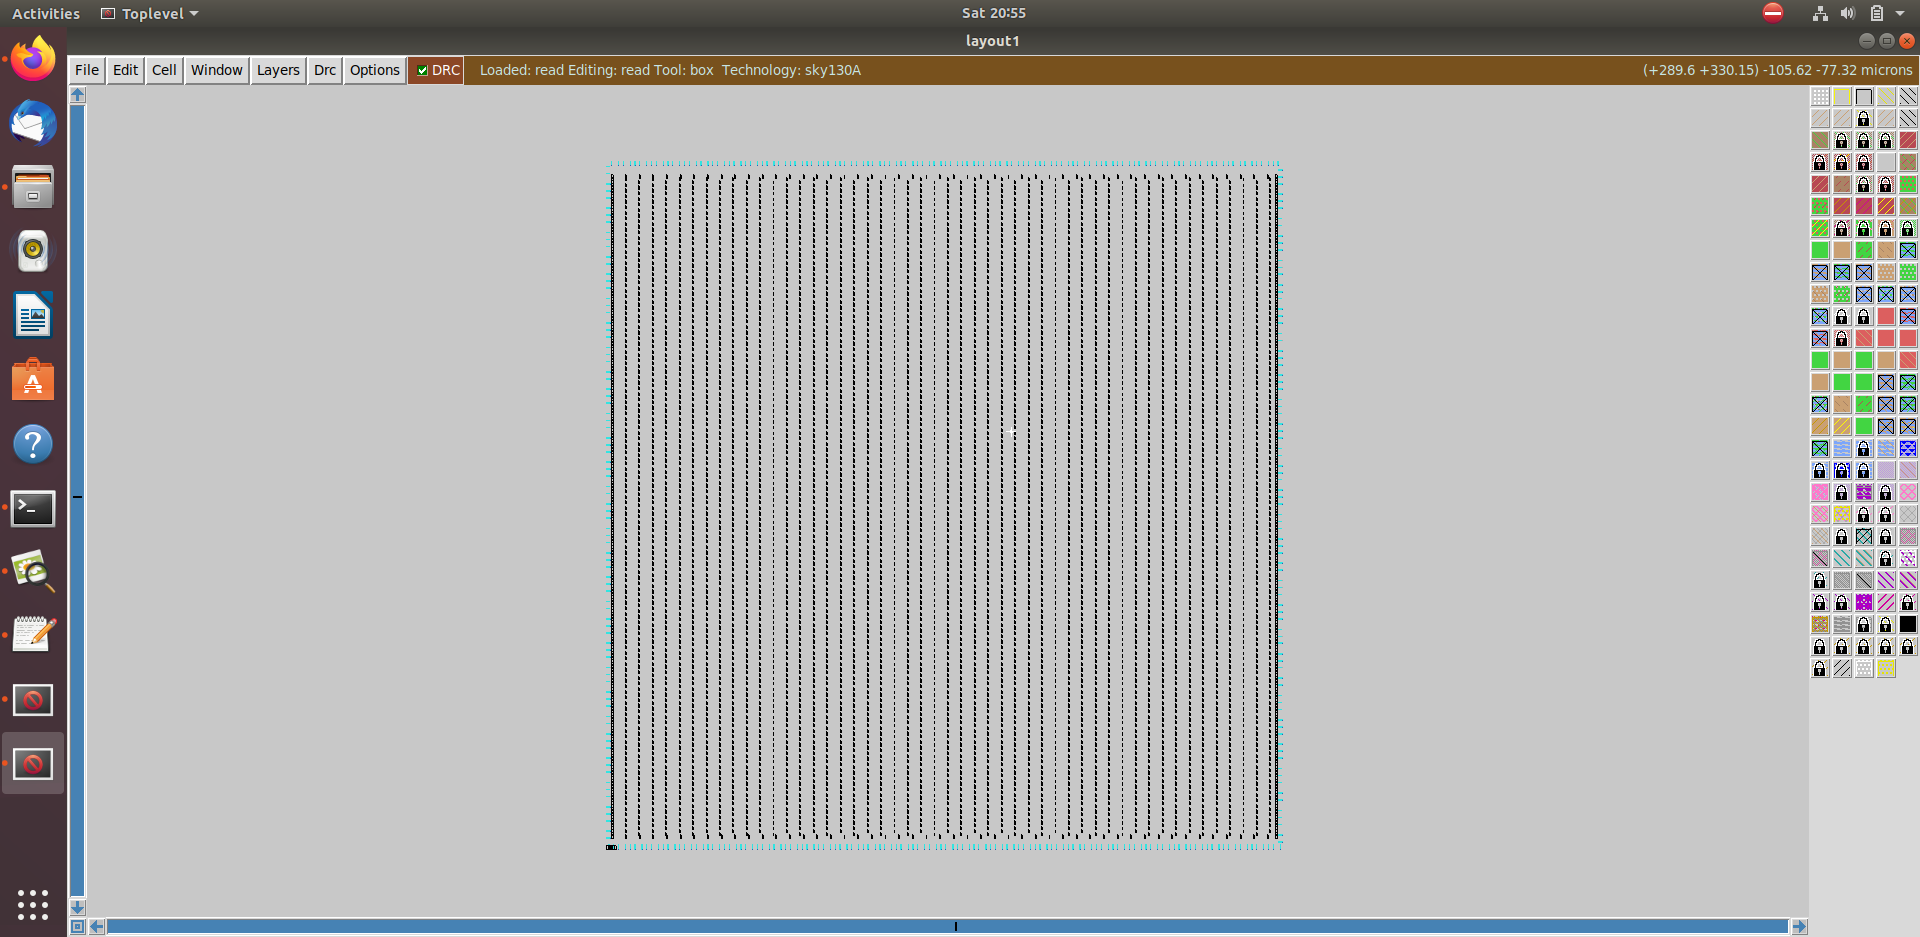 Activities Toplevel Sat 20:55
layout1
File Edit Cell Window Layers Drc Options DRC Loaded: read Editing: read Tool: box Technology: sky130A (+289.6 +330.15) -105.62 -77.32 microns